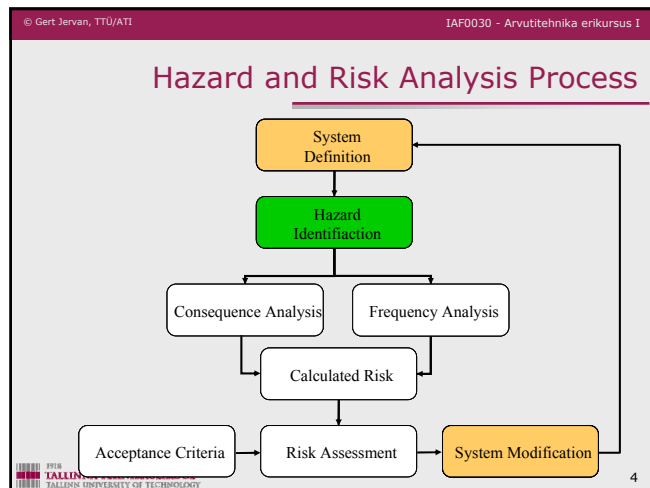 © Gert Jervan, TTÜ/ATI
IAF0030 - Arvutitehnika erikursus I
Hazard and Risk Analysis Process
System
Definition
Hazard
Identifiaction
Consequence Analysis
Frequency Analysis
Calculated Risk
Acceptance Criteria
Risk Assessment
System Modification
1918
TALLINN UNIVERSITY OF TECHNOLOGY
4